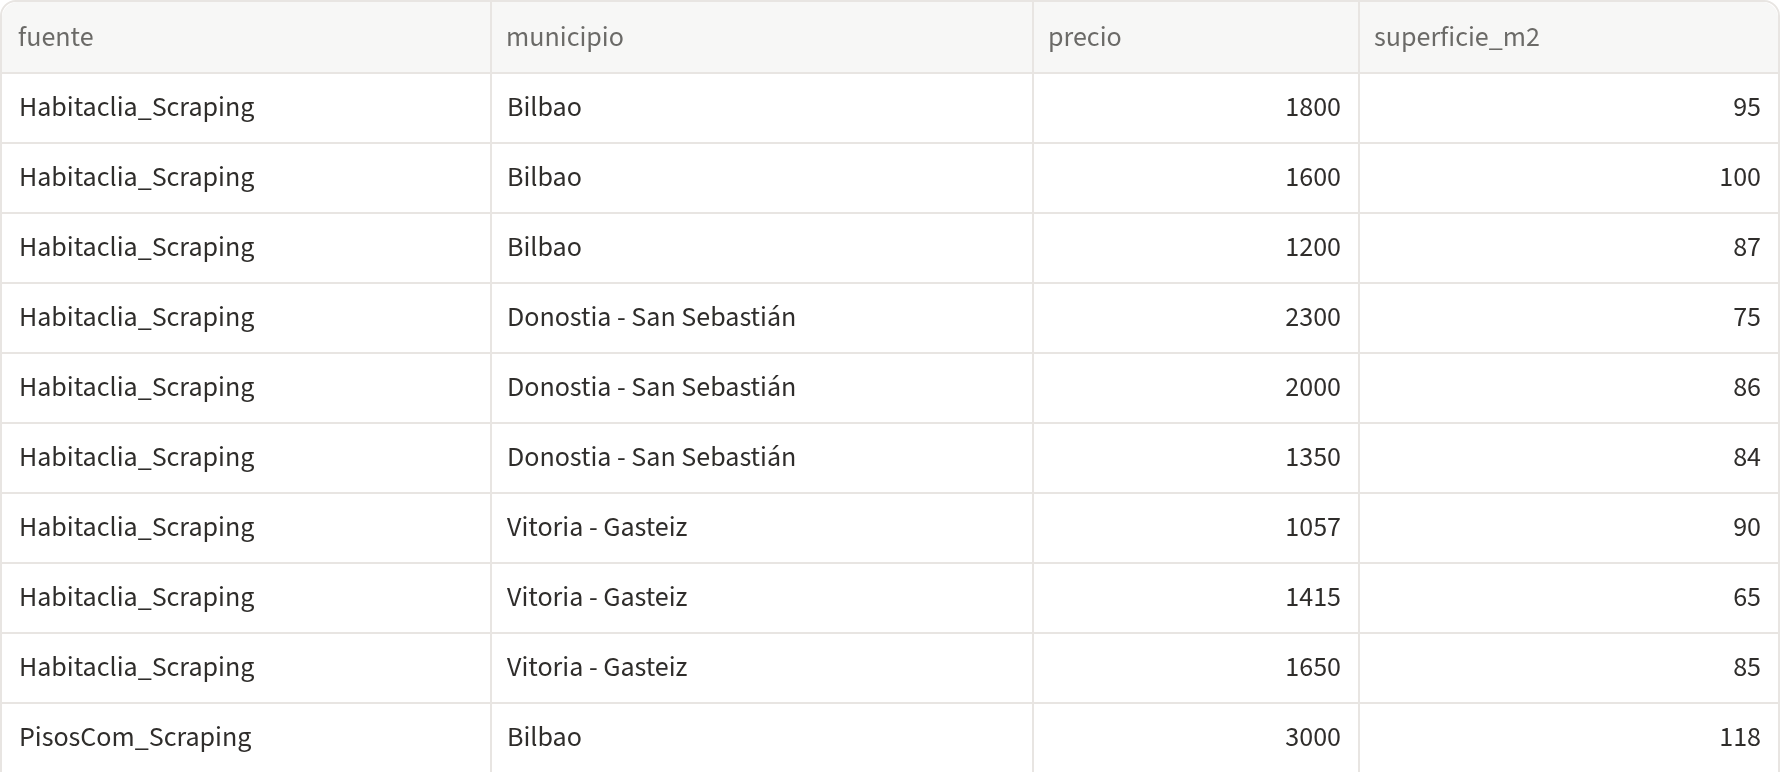 fuente municipio precio superficie_m2
Habitaclia_Scraping Bilbao 1800 95
Habitaclia_Scraping Bilbao 1600 100
Habitaclia_Scraping Bilbao 1200 87
Habitaclia_Scraping Donostia - San Sebastián 2300 75
Habitaclia_Scraping Donostia - San Sebastián 2000 86
Habitaclia_Scraping Donostia - San Sebastián 1350 84
Habitaclia_Scraping Vitoria - Gasteiz 1057 90
Habitaclia_Scraping Vitoria - Gasteiz 1415 65
Habitaclia_Scraping Vitoria - Gasteiz 1650 85
PisosCom_Scraping Bilbao 3000 118